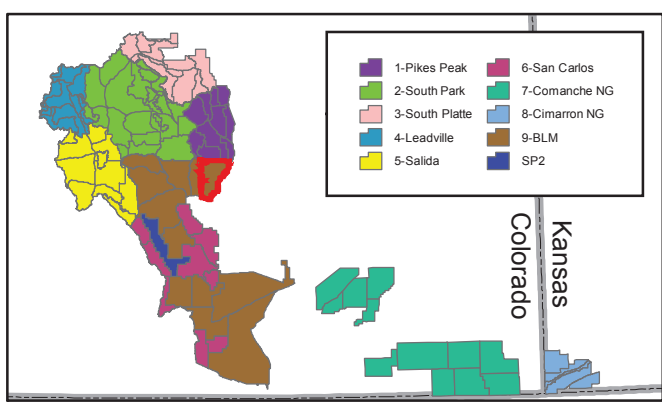 1-Pikes Peak
2-South Park
3-South Platte
4-Leadville
5-Salida
6-San Carlos
7-Comanche NG
8-Cimarron NG
9-BLM
SP2
Colorado
Kansas